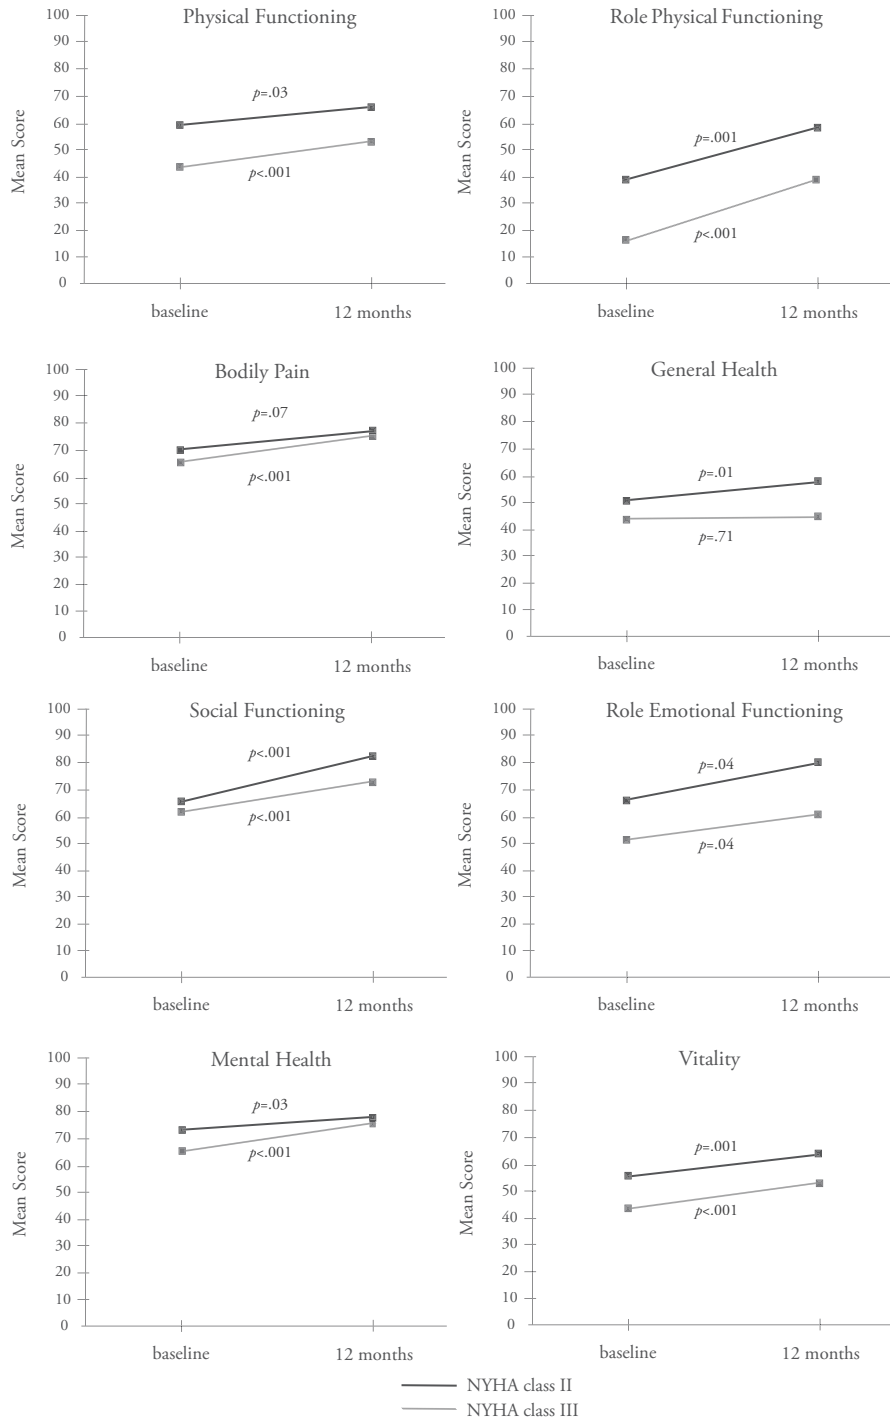 Physical Functioning
100
90
80
70
60
50
40
30
20
10
0
Mean Score
p=.03
p<.001
baseline
12 months
Role Physical Functioning
100
90
80
70
60
50
40
30
20
10
0
Mean Score
p=.001
p<.001
baseline
12 months
Bodily Pain
100
90
80
70
60
50
40
30
20
10
0
Mean Score
p=.07
p<.001
baseline
12 months
General Health
100
90
80
70
60
50
40
30
20
10
0
Mean Score
p=.01
p=.71
baseline
12 months
Social Functioning
100
90
80
70
60
50
40
30
20
10
0
Mean Score
p<.001
p<.001
baseline
12 months
Role Emotional Functioning
100
90
80
70
60
50
40
30
20
10
0
Mean Score
p=.04
p=.04
baseline
12 months
Mental Health
100
90
80
70
60
50
40
30
20
10
0
Mean Score
p=.03
p<.001
baseline
12 months
Vitality
100
90
80
70
60
50
40
30
20
10
0
Mean Score
p=.001
p<.001
baseline
12 months
NYHA class II
NYHA class III